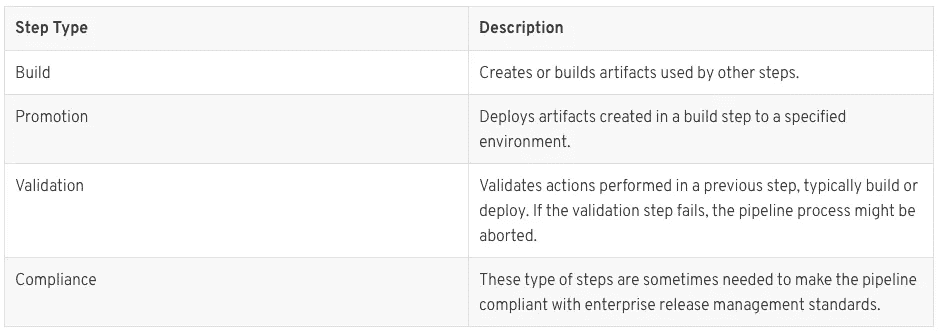 Step Type Description
Build Creates or builds artifacts used by other steps.
Promotion Deploys artifacts created in a build step to a specified
environment.
Validation Validates actions performed in a previous step, typically build or
deploy. If the validation step fails, the pipeline process might be
aborted.
Compliance These type of steps are sometimes needed to make the pipeline
compliant with enterprise release management standards.